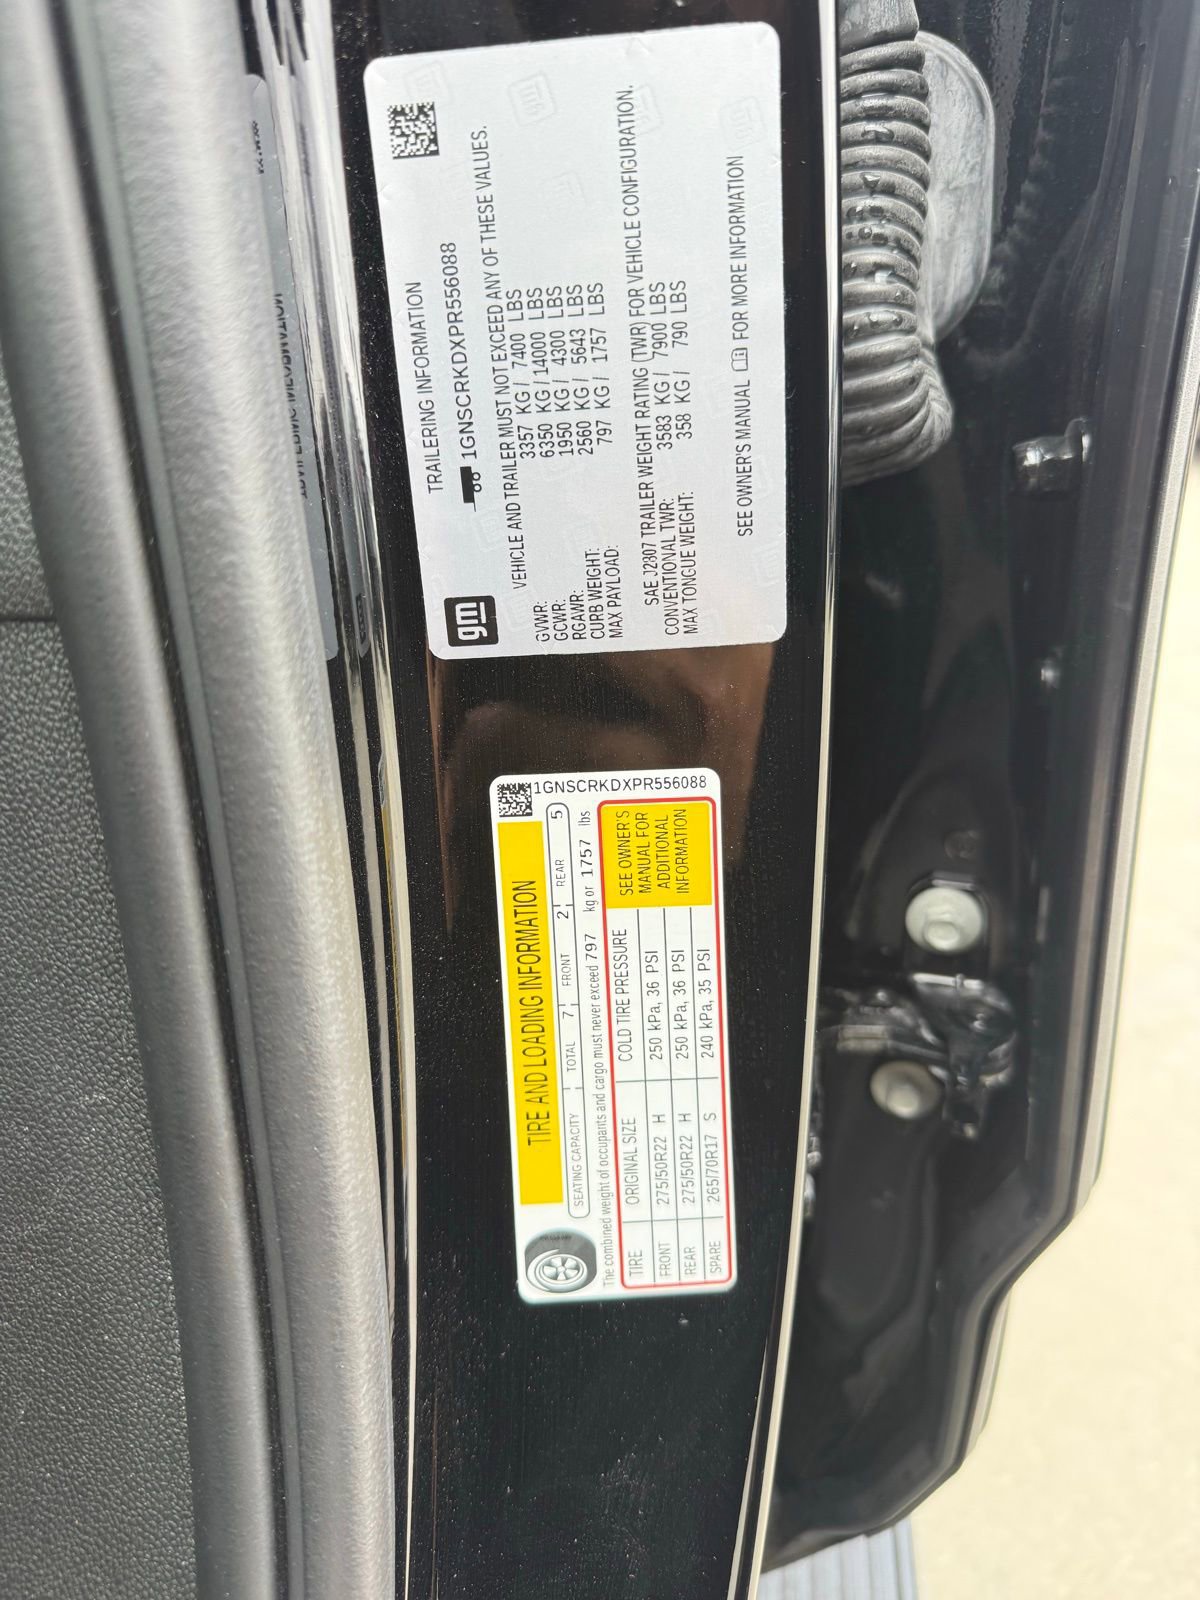 TRAILERING INFORMATION
1GNSCRKDXPR556088
gm
VEHICLE AND TRAILER MUST NOT EXCEED ANY OF THESE VALUES.
GVWR: 3357 KG / 7400 LBS
GCWR: 6350 KG / 14000 LBS
RGAWR: 1950 KG / 4300 LBS
CURB WEIGHT: 2560 KG / 5643 LBS
MAX PAYLOAD: 797 KG / 1757 LBS
SAE J2807 TRAILER WEIGHT RATING (TWR) FOR VEHICLE CONFIGURATION.
CONVENTIONAL TWR: 3583 KG / 7900 LBS
MAX TONGUE WEIGHT: 358 KG / 790 LBS
SEE OWNER'S MANUAL FOR MORE INFORMATION
TIRE AND LOADING INFORMATION
SEATING CAPACITY TOTAL 7 FRONT 2 REAR 5
The combined weight of occupants and cargo must never exceed 797 kg or 1757 lbs
TIRE ORIGINAL SIZE COLD TIRE PRESSURE
FRONT 275/50R22 H 250 kPa, 36 PSI
REAR 275/50R22 H 250 kPa, 36 PSI
SPARE 265/70R17 S 240 kPa, 35 PSI
SEE OWNER'S
MANUAL FOR
ADDITIONAL
INFORMATION
1GNSCRKDXPR556088